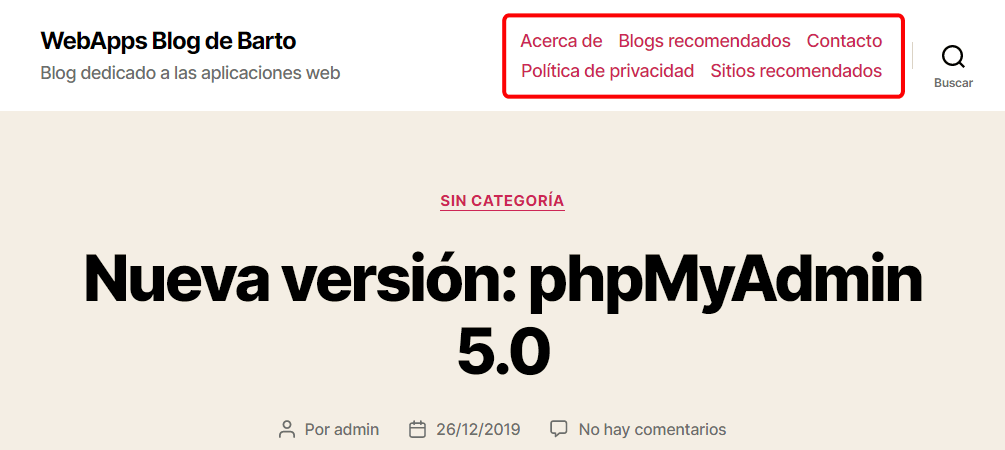 WebApps Blog de Barto
Blog dedicado a las aplicaciones web
Acerca de Blogs recomendados Contacto
Política de privacidad Sitios recomendados
Buscar
SIN CATEGORÍA
Nueva versión: phpMyAdmin
5.0
Por admin 26/12/2019 No hay comentarios